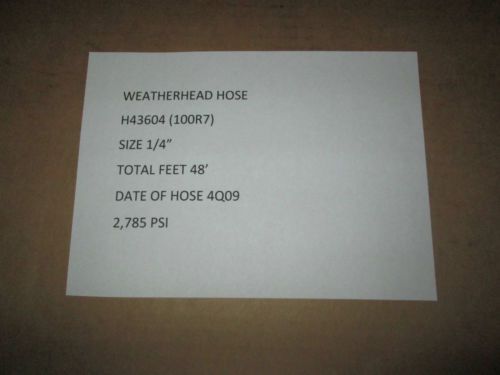 WEATHERHEAD HOSE
H43604 (100R7)
SIZE 1/4”
TOTAL FEET 48’
DATE OF HOSE 4Q09
2,785 PSI